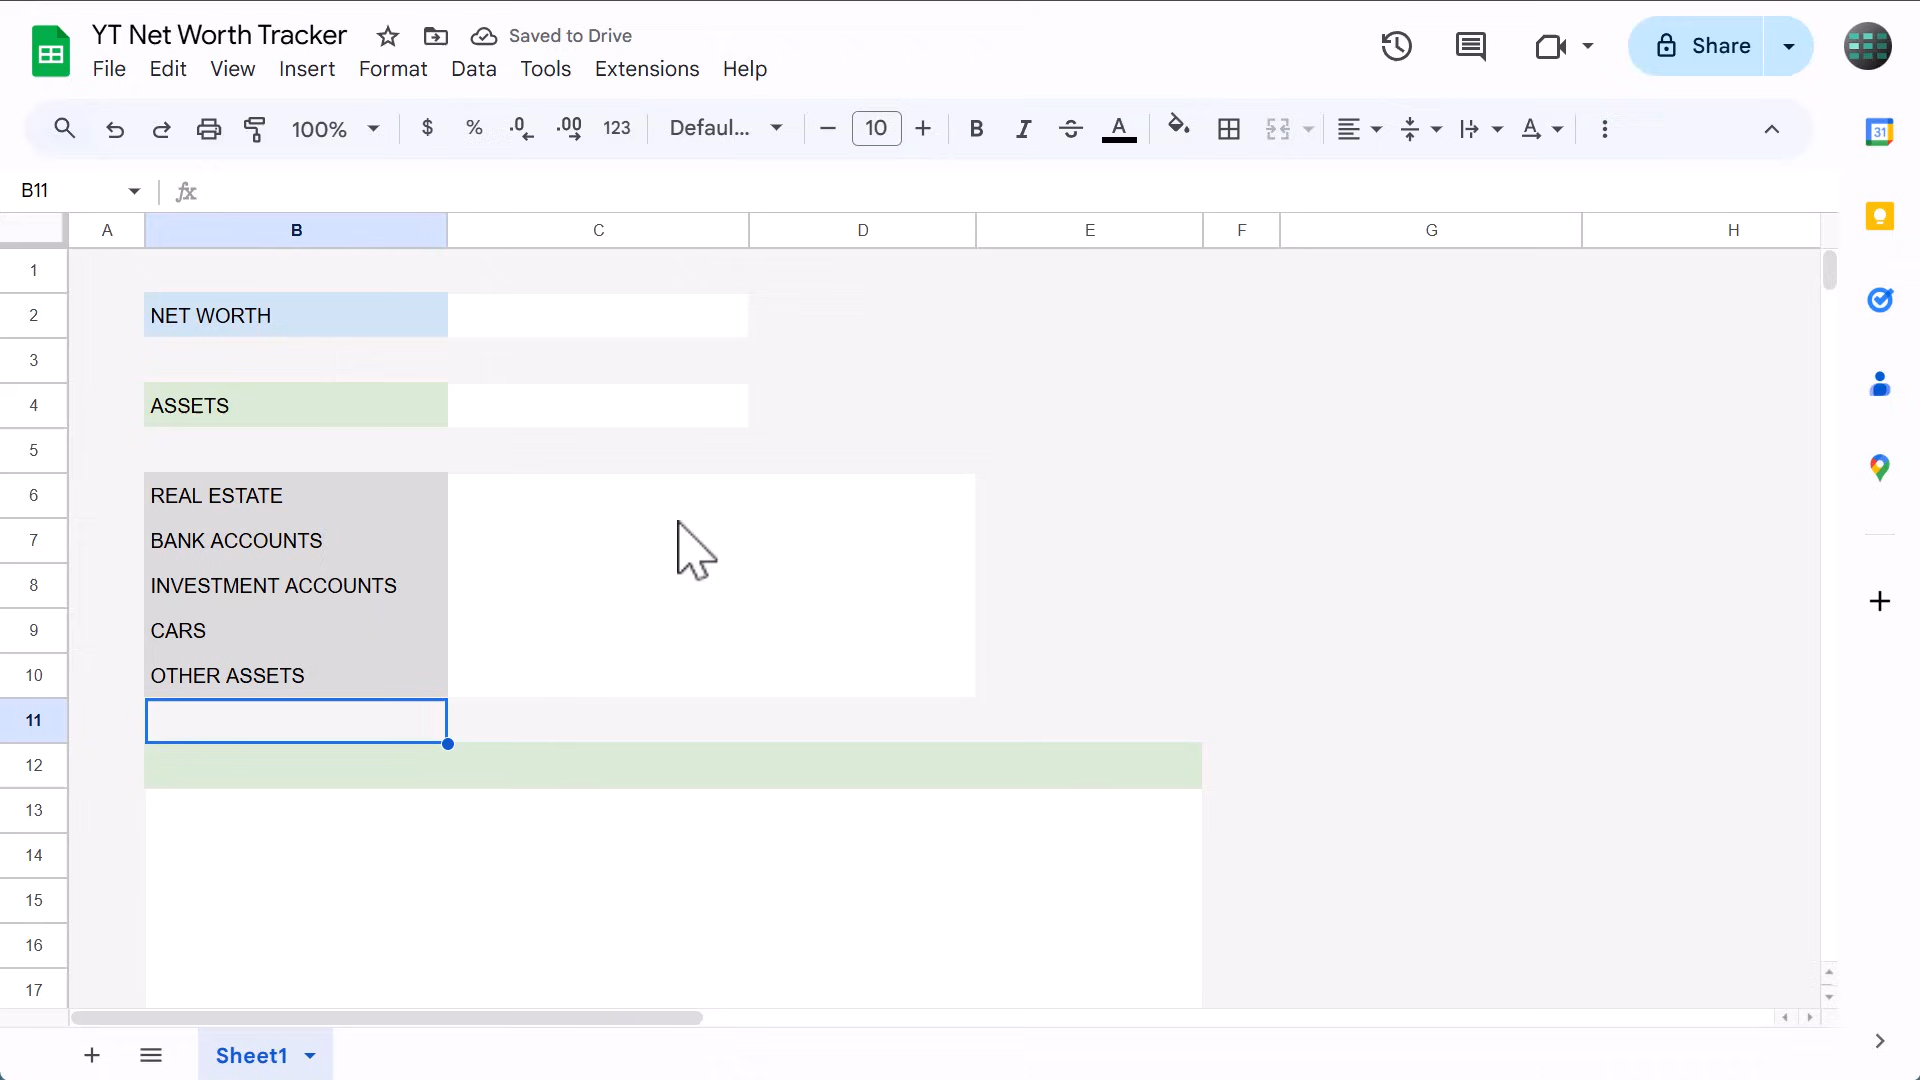 YT Net Worth Tracker
Saved to Drive
File Edit View Insert Format Data Tools Extensions Help
Share
100% $ % .0 .00 123 Defaul... 10 B I S A A
31
B11 fx
A B C D E F G H
1
2 NET WORTH
3
4 ASSETS
5
6 REAL ESTATE
7 BANK ACCOUNTS
8 INVESTMENT ACCOUNTS
9 CARS
10 OTHER ASSETS
11
12
13
14
15
16
17
Sheet1